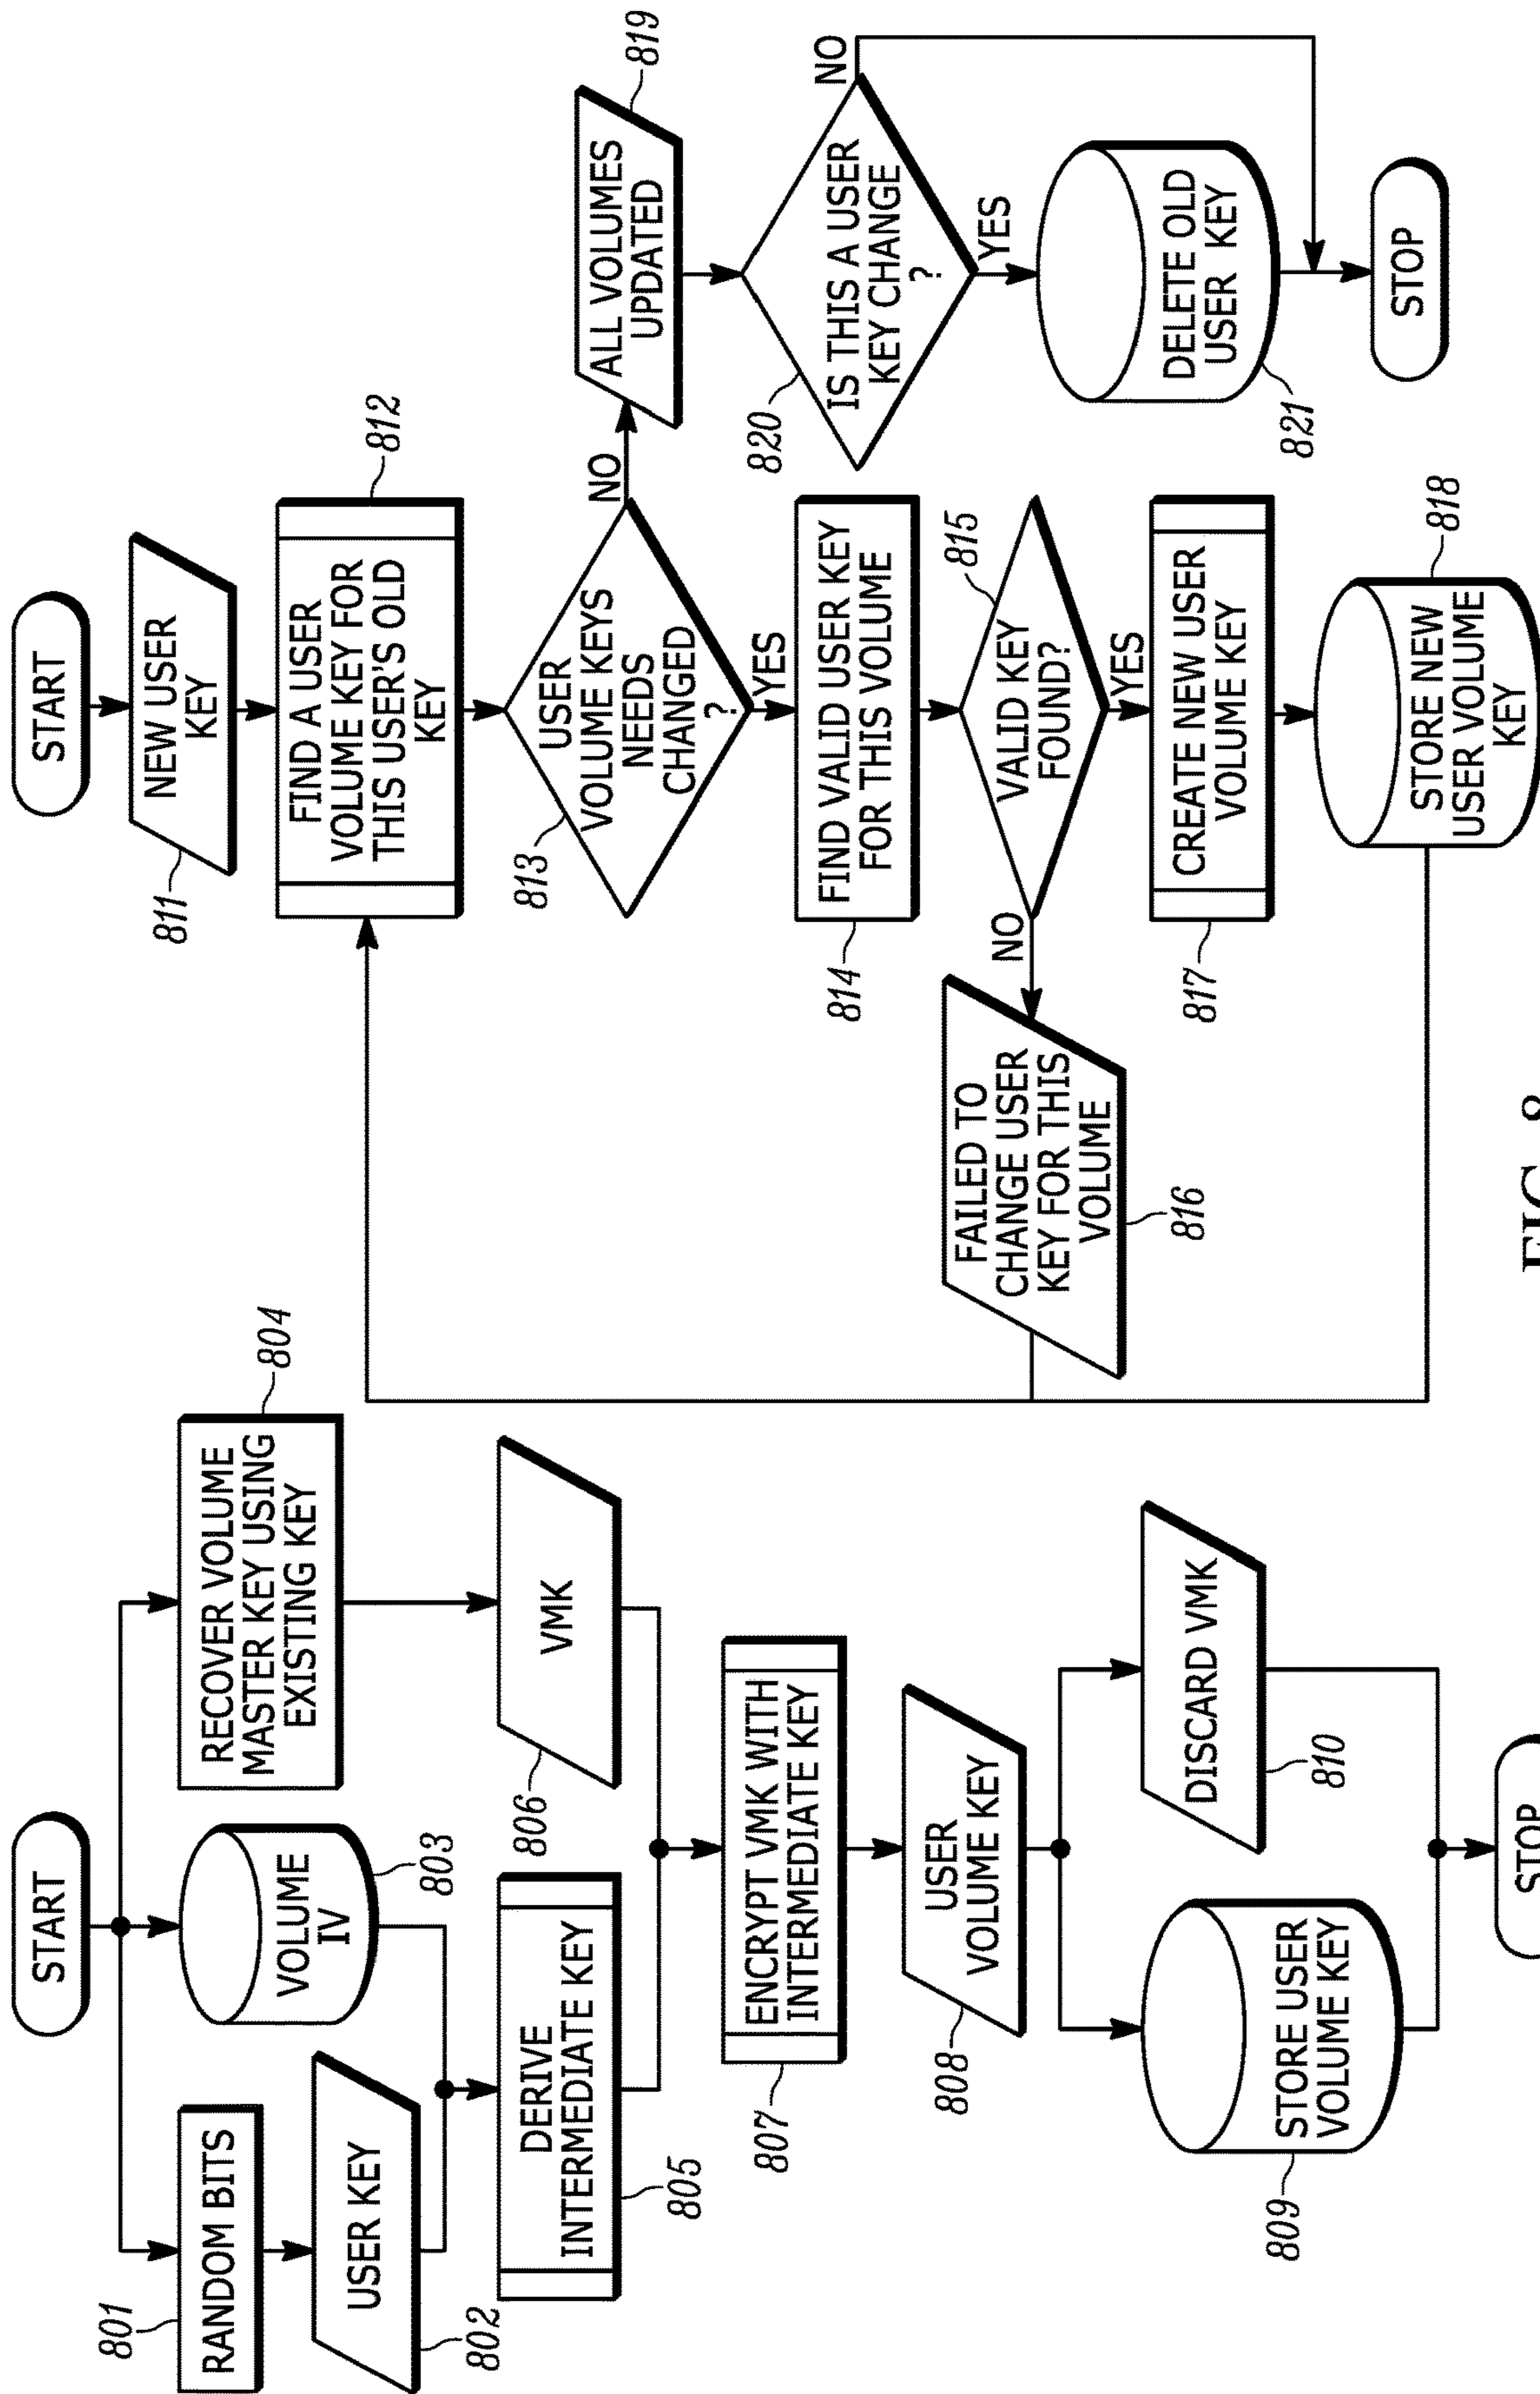 START
801
RANDOM BITS
802
USER KEY
VOLUME
IV
803
RECOVER VOLUME
MASTER KEY USING
EXISTING KEY
804
DERIVE
INTERMEDIATE KEY
805
806
VMK
807
ENCRYPT VMK WITH
INTERMEDIATE KEY
808
USER
VOLUME KEY
809
STORE USER
VOLUME KEY
DISCARD VMK
810
STOP
START
811
NEW USER
KEY
812
FIND A USER
VOLUME KEY FOR
THIS USER'S OLD
KEY
813
USER
VOLUME KEYS
NEEDS
CHANGED
?
NO
YES
814
FIND VALID USER KEY
FOR THIS VOLUME
815
VALID KEY
FOUND?
NO
YES
FAILED TO
CHANGE USER
KEY FOR THIS
VOLUME
816
817
CREATE NEW USER
VOLUME KEY
818
STORE NEW
USER VOLUME
KEY
819
ALL VOLUMES
UPDATED
820
IS THIS A USER
KEY CHANGE
?
NO
YES
DELETE OLD
USER KEY
821
STOP
FIG. 8